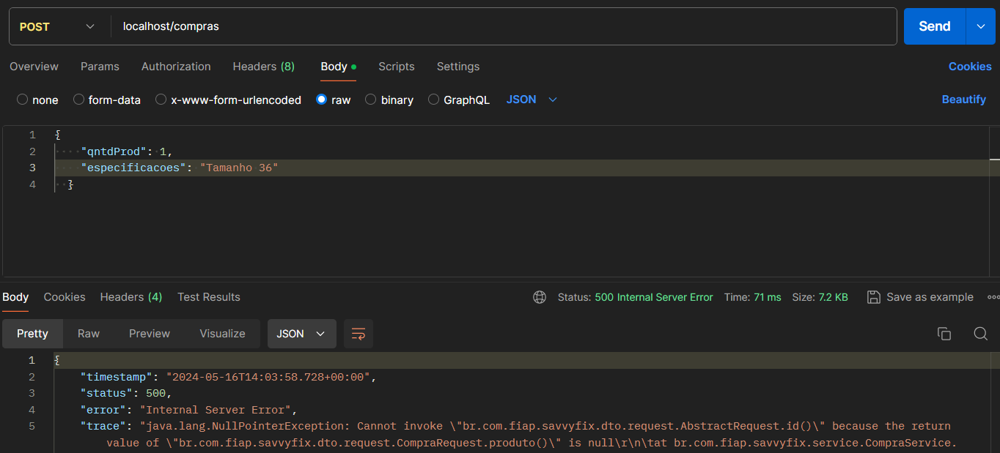 POST localhost/compras Send
Overview Params Authorization Headers (8) Body Scripts Settings Cookies
none form-data x-www-form-urlencoded raw binary GraphQL JSON Beautify
1 {
2 "qntdProd": 1,
3 "especificacoes": "Tamanho 36"
4 }
Body Cookies Headers (4) Test Results Status: 500 Internal Server Error Time: 71 ms Size: 7.2 KB Save as example
Pretty Raw Preview Visualize JSON
1 {
2 "timestamp": "2024-05-16T14:03:58.728+00:00",
3 "status": 500,
4 "error": "Internal Server Error",
5 "trace": "java.lang.NullPointerException: Cannot invoke \"br.com.fiap.savvyfix.dto.request.AbstractRequest.id()\" because the return
value of \"br.com.fiap.savvyfix.dto.request.CompraRequest.produto()\" is null\r\n\tat br.com.fiap.savvyfix.service.CompraService.